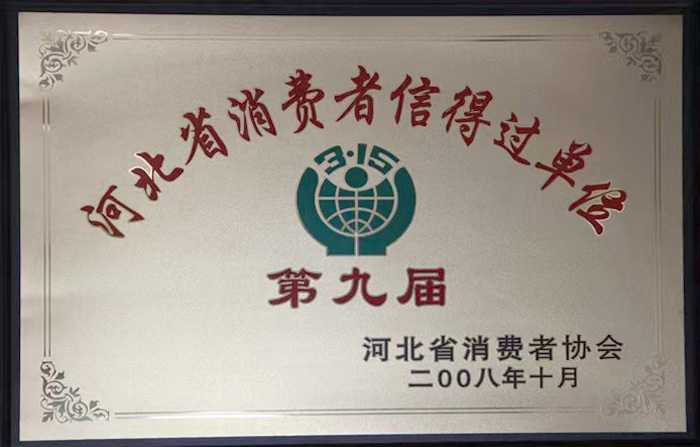 河北省消费者信得过单位
3·15
第九届
河北省消费者协会
二00八年十月